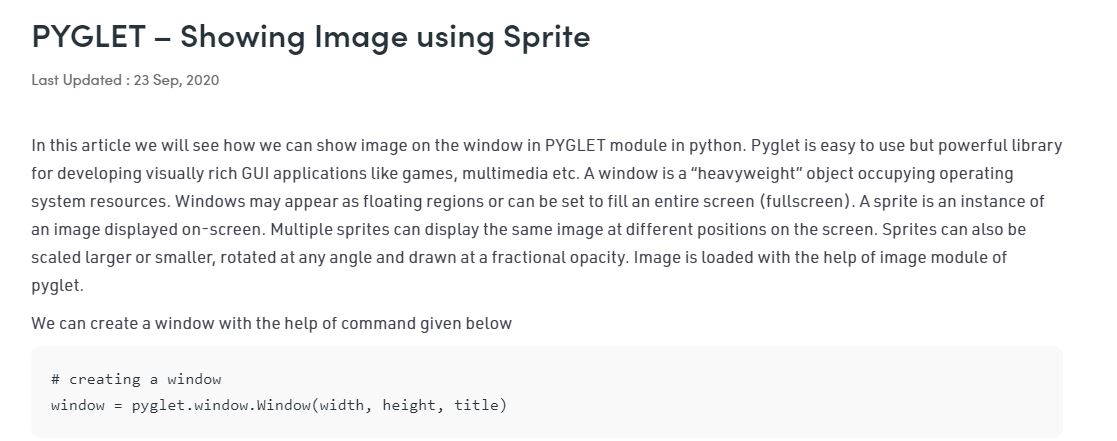 PYGLET – Showing Image using Sprite
Last Updated : 23 Sep, 2020
In this article we will see how we can show image on the window in PYGLET module in python. Pyglet is easy to use but powerful library
for developing visually rich GUI applications like games, multimedia etc. A window is a “heavyweight” object occupying operating
system resources. Windows may appear as floating regions or can be set to fill an entire screen (fullscreen). A sprite is an instance of
an image displayed on-screen. Multiple sprites can display the same image at different positions on the screen. Sprites can also be
scaled larger or smaller, rotated at any angle and drawn at a fractional opacity. Image is loaded with the help of image module of
pyglet.
We can create a window with the help of command given below
# creating a window
window = pyglet.window.Window(width, height, title)